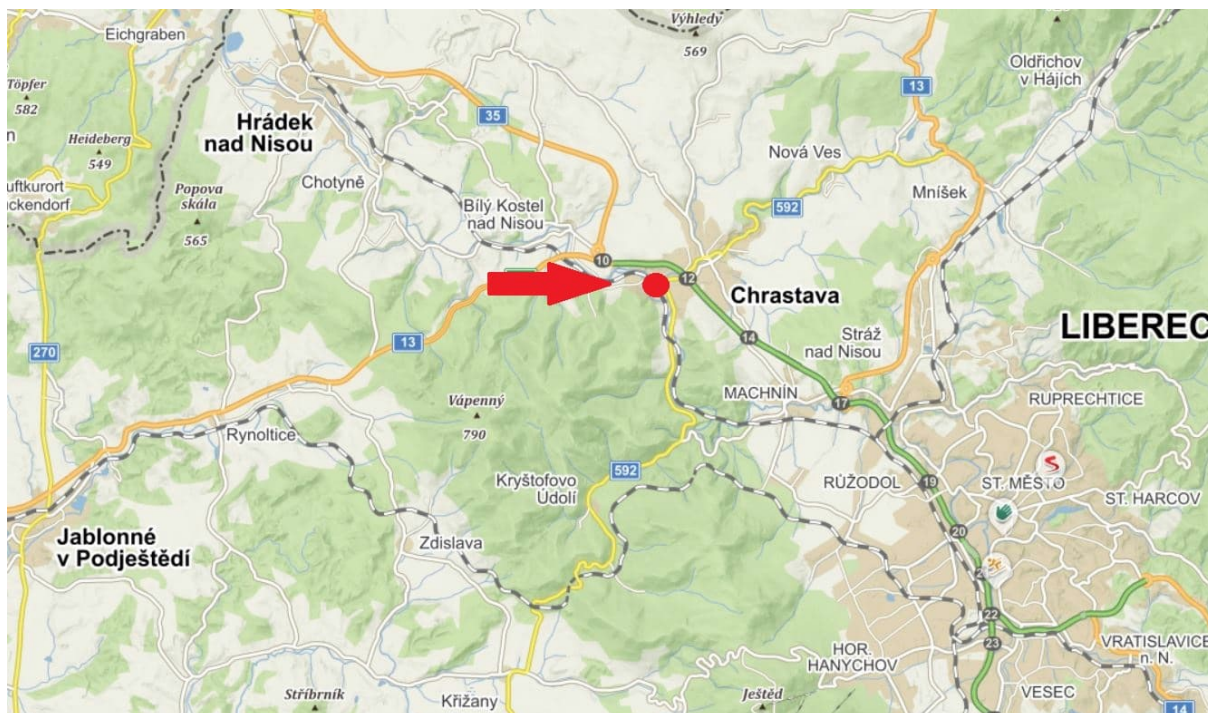 Výhledy
569
Eichgraben
Oldřichov
v Hájích
Töpfer
582
13
35
Hrádek
nad Nisou
Heideberg
549
Nová Ves
Chotyně
Popova
skála
565
Mníšek
592
Bílý Kostel
nad Nisou
10
12
Chrastava
LIBEREC
14
Stráž
nad Nisou
270
13
MACHNÍN
17
RUPRECHTICE
Vápenný
790
Rynoltice
592
Kryštofovo
Údolí
RŮŽODOL
19
ST. MĚSTO
ST. HARCOV
20
Jablonné
v Podještědí
Zdislava
22
23
VRATISLAVICE
n. N.
HOR.
HANYCHOV
VESEC
Stříbrník
Křižany
Ještěd
14